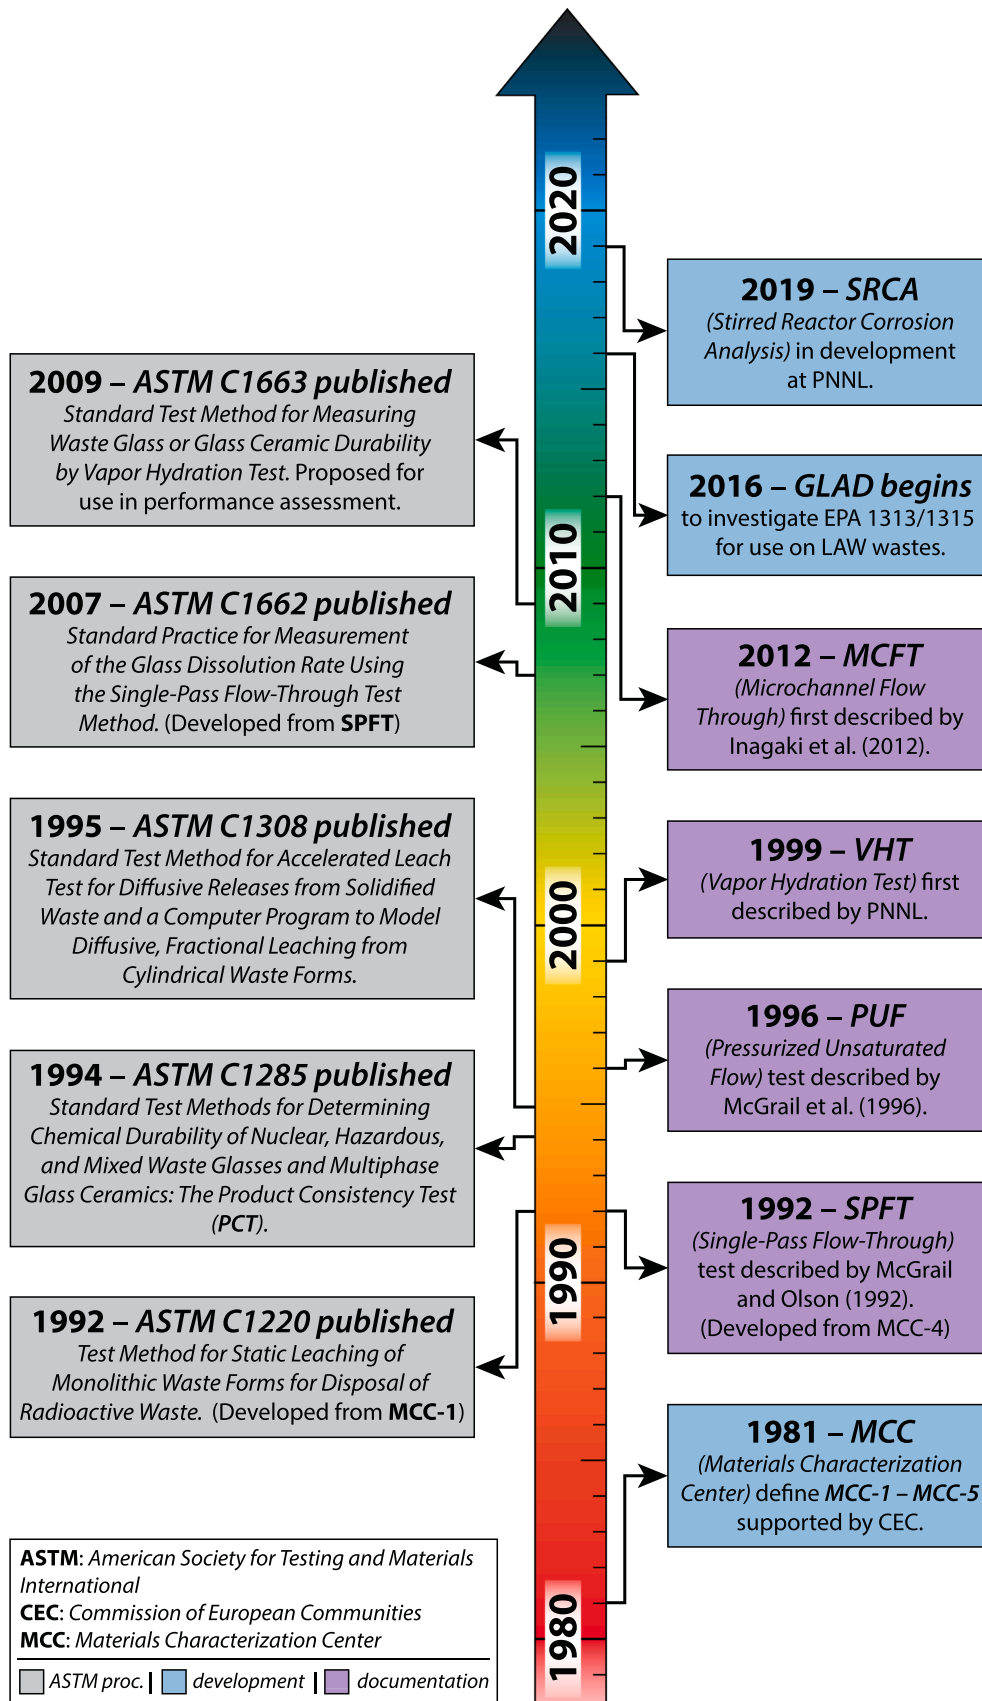 2020
2010
2000
1990
1980
2009 – ASTM C1663 published
Standard Test Method for Measuring
Waste Glass or Glass Ceramic Durability
by Vapor Hydration Test. Proposed for
use in performance assessment.
2007 – ASTM C1662 published
Standard Practice for Measurement
of the Glass Dissolution Rate Using
the Single-Pass Flow-Through Test
Method. (Developed from SPFT)
1995 – ASTM C1308 published
Standard Test Method for Accelerated Leach
Test for Diffusive Releases from Solidified
Waste and a Computer Program to Model
Diffusive, Fractional Leaching from
Cylindrical Waste Forms.
1994 – ASTM C1285 published
Standard Test Methods for Determining
Chemical Durability of Nuclear, Hazardous,
and Mixed Waste Glasses and Multiphase
Glass Ceramics: The Product Consistency Test
(PCT).
1992 – ASTM C1220 published
Test Method for Static Leaching of
Monolithic Waste Forms for Disposal of
Radioactive Waste. (Developed from MCC-1)
2019 – SRCA
(Stirred Reactor Corrosion
Analysis) in development
at PNNL.
2016 – GLAD begins
to investigate EPA 1313/1315
for use on LAW wastes.
2012 – MCFT
(Microchannel Flow
Through) first described by
Inagaki et al. (2012).
1999 – VHT
(Vapor Hydration Test) first
described by PNNL.
1996 – PUF
(Pressurized Unsaturated
Flow) test described by
McGrail et al. (1996).
1992 – SPFT
(Single-Pass Flow-Through)
test described by McGrail
and Olson (1992).
(Developed from MCC-4)
1981 – MCC
(Materials Characterization
Center) define MCC-1 – MCC-5
supported by CEC.
ASTM: American Society for Testing and Materials
International
CEC: Commission of European Communities
MCC: Materials Characterization Center
ASTM proc. | development | documentation